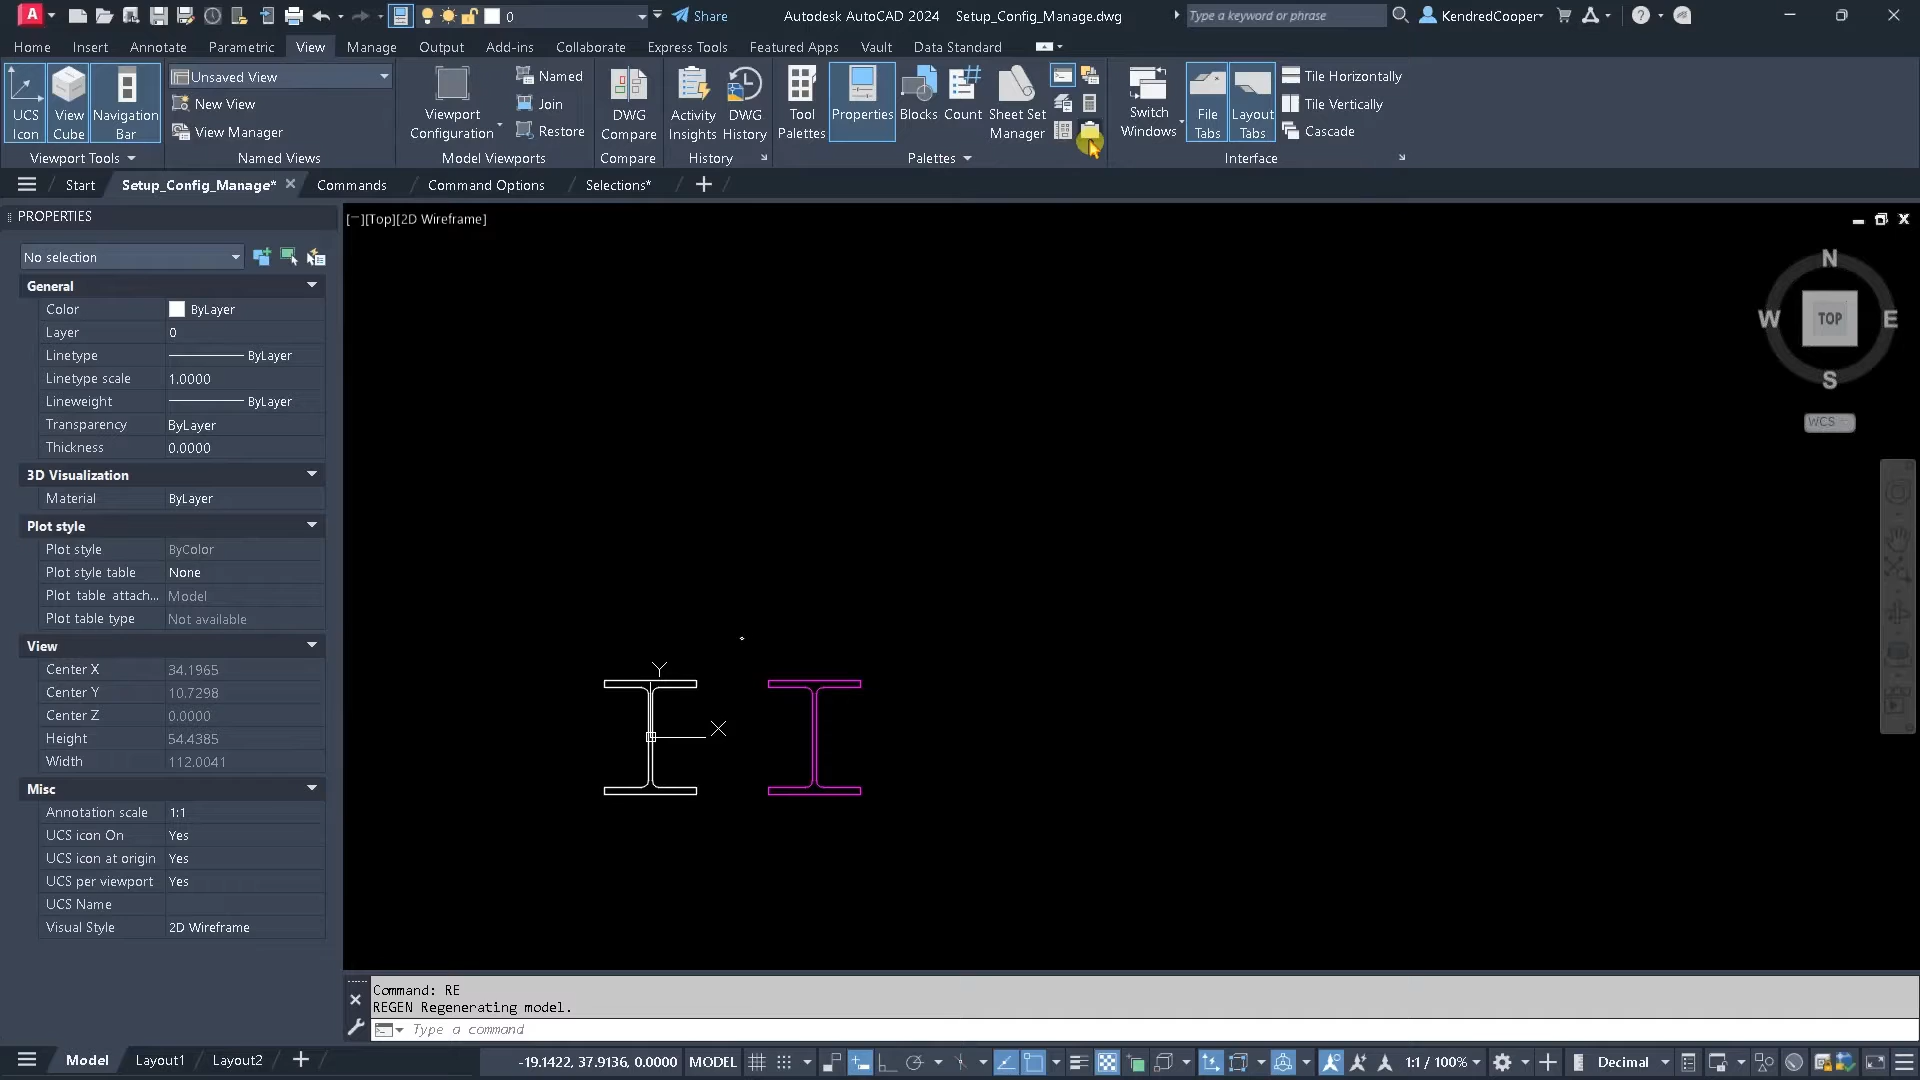 A 0 Share Autodesk AutoCAD 2024 Setup_Config_Manage.dwg Type a keyword or phrase KendredCooper
Home Insert Annotate Parametric View Manage Output Add-ins Collaborate Express Tools Featured Apps Vault Data Standard
UCS Icon
View Cube
Navigation Bar
Viewport Tools
Unsaved View
New View
View Manager
Named Views
Viewport Configuration
Named
Join
Restore
Model Viewports
DWG Compare
Compare
Activity Insights
DWG History
History
Tool Palettes
Properties
Blocks
Count
Sheet Set Manager
Palettes
Switch Windows
File Tabs
Layout Tabs
Tile Horizontally
Tile Vertically
Cascade
Interface
Start Setup_Config_Manage* Commands Command Options Selections*
PROPERTIES
No selection
General
Color ByLayer
Layer 0
Linetype ByLayer
Linetype scale 1.0000
Lineweight ByLayer
Transparency ByLayer
Thickness 0.0000
3D Visualization
Material ByLayer
Plot style
Plot style ByColor
Plot style table None
Plot table attach... Model
Plot table type Not available
View
Center X 34.1965
Center Y 10.7298
Center Z 0.0000
Height 54.4385
Width 112.0041
Misc
Annotation scale 1:1
UCS icon On Yes
UCS icon at origin Yes
UCS per viewport Yes
UCS Name
Visual Style 2D Wireframe
[−][Top][2D Wireframe]
N
W TOP E
S
WCS
Y
X
Command: RE
REGEN Regenerating model.
Type a command
Model Layout1 Layout2 -19.1422, 37.9136, 0.0000 MODEL 1:1 / 100% Decimal